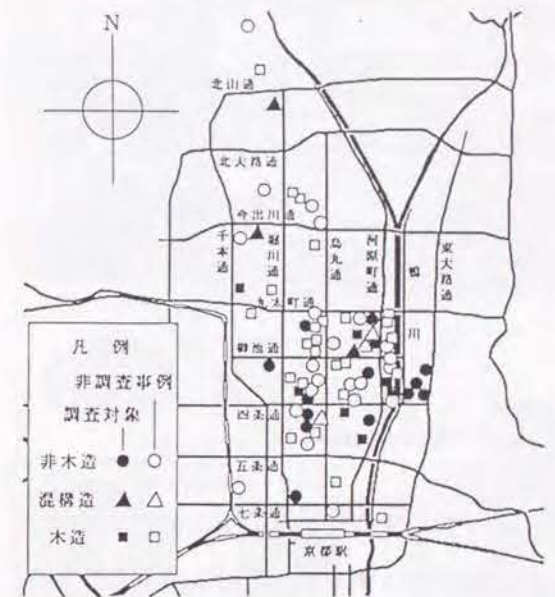 N
北山通
北大路通
今出川通
千本通
堀川通
烏丸通
河原町通
鴨川
東大路通
丸太町通
御池通
四条通
五条通
七条通
京都駅
凡例
非調査事例
調査対象
非木造
混構造
木造